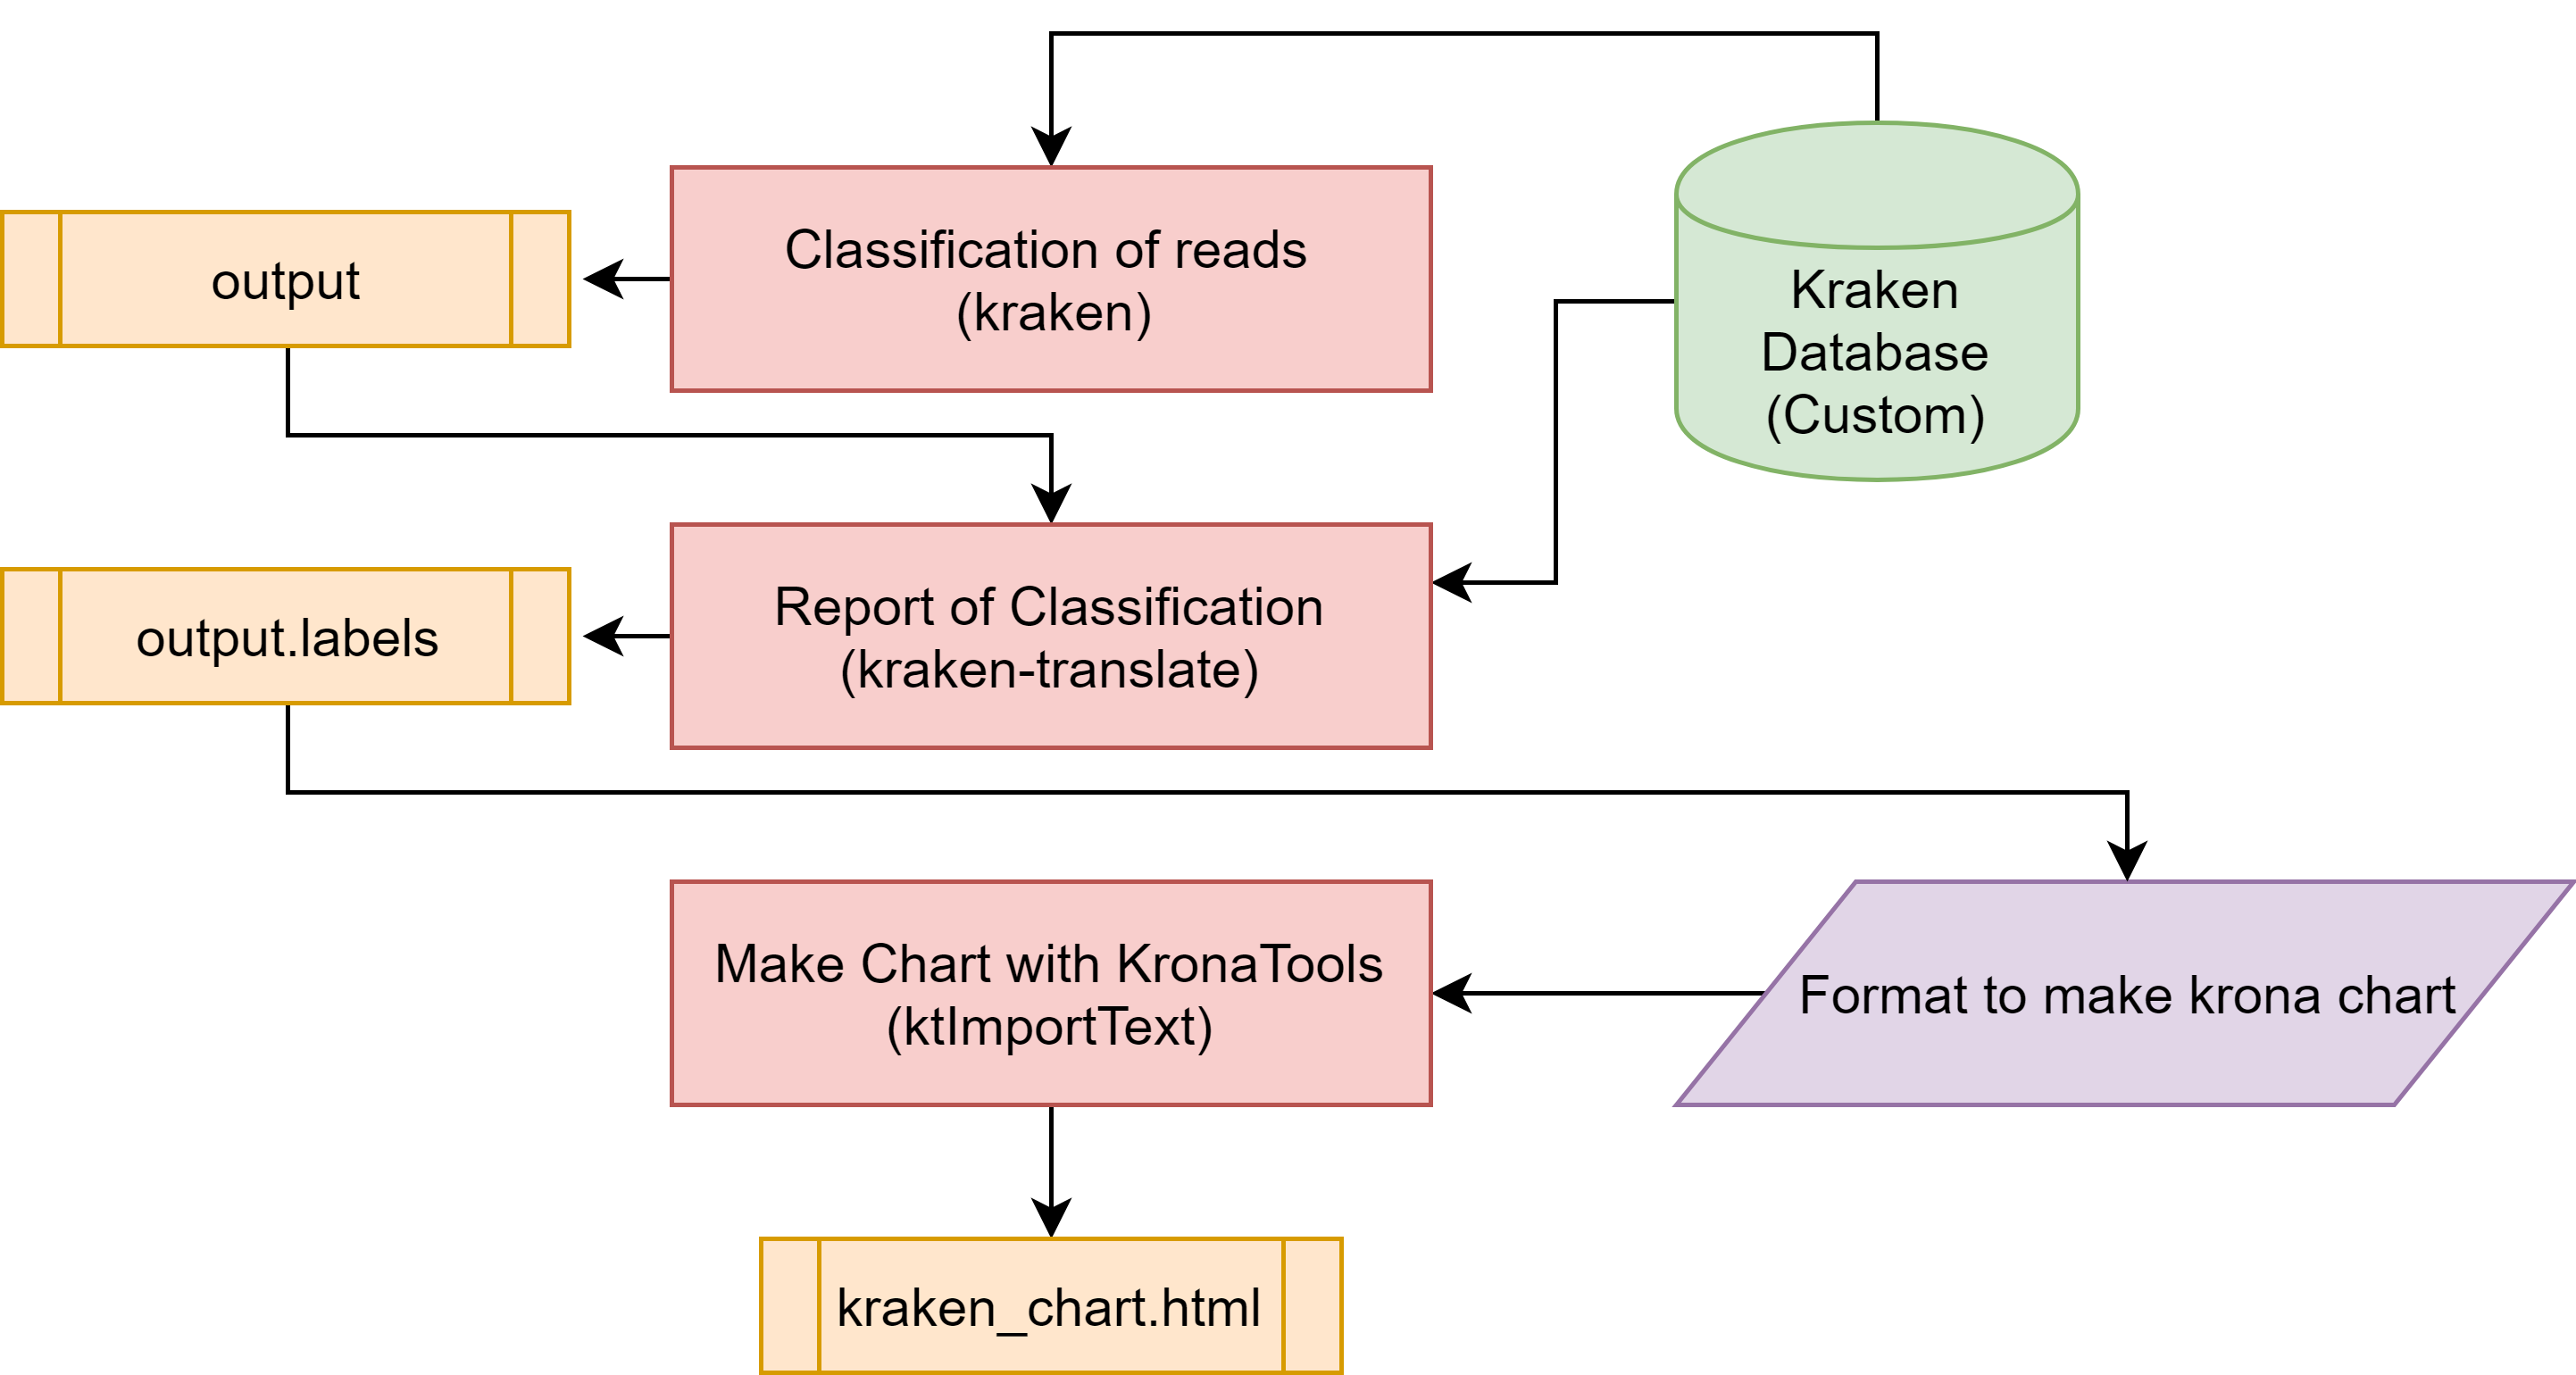 Classification of reads
(kraken)
output
Kraken
Database
(Custom)
Report of Classification
(kraken-translate)
output.labels
Make Chart with KronaTools
(ktImportText)
Format to make krona chart
kraken_chart.html